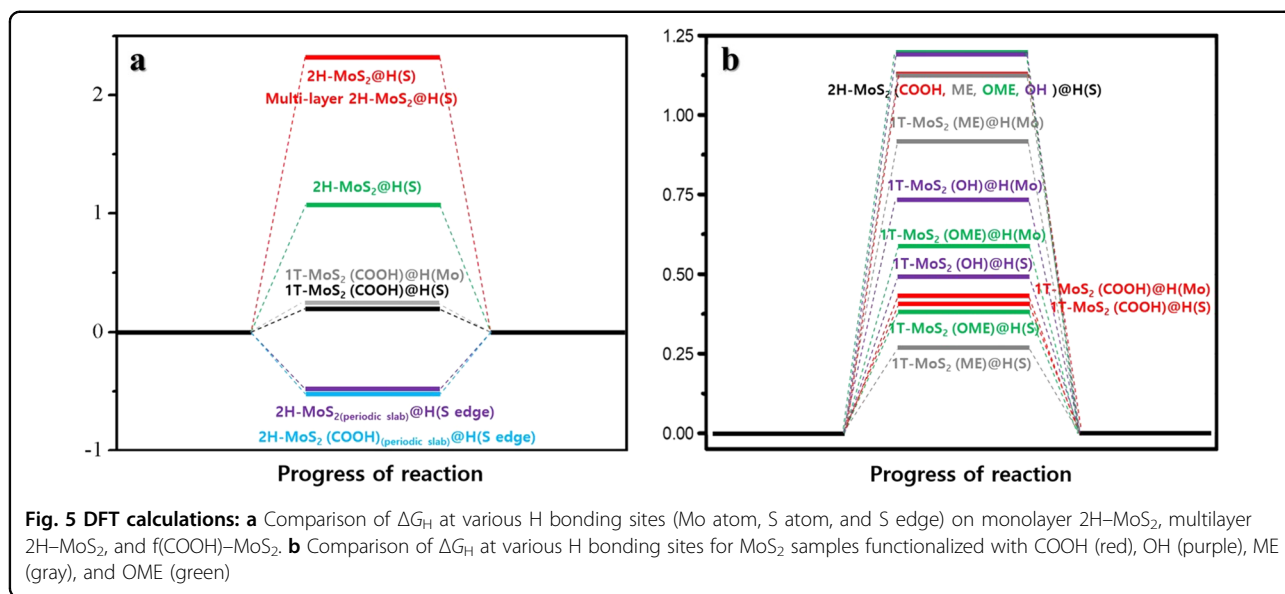 a
2
1
0
-1
2H-MoS₂@H(S)
Multi-layer 2H-MoS₂@H(S)
2H-MoS₂@H(S)
1T-MoS₂ (COOH)@H(Mo)
1T-MoS₂ (COOH)@H(S)
2H-MoS₂(periodic slab)@H(S edge)
2H-MoS₂ (COOH)(periodic slab)@H(S edge)
Progress of reaction
b
1.25
1.00
0.75
0.50
0.25
0.00
2H-MoS₂ (COOH, ME, OME, OH )@H(S)
1T-MoS₂ (ME)@H(Mo)
1T-MoS₂ (OH)@H(Mo)
1T-MoS₂ (OME)@H(Mo)
1T-MoS₂ (OH)@H(S)
1T-MoS₂ (COOH)@H(Mo)
1T-MoS₂ (COOH)@H(S)
1T-MoS₂ (OME)@H(S)
1T-MoS₂ (ME)@H(S)
Progress of reaction
Fig. 5 DFT calculations: a Comparison of ΔG_H at various H bonding sites (Mo atom, S atom, and S edge) on monolayer 2H–MoS₂, multilayer
2H–MoS₂, and f(COOH)–MoS₂. b Comparison of ΔG_H at various H bonding sites for MoS₂ samples functionalized with COOH (red), OH (purple), ME
(gray), and OME (green)